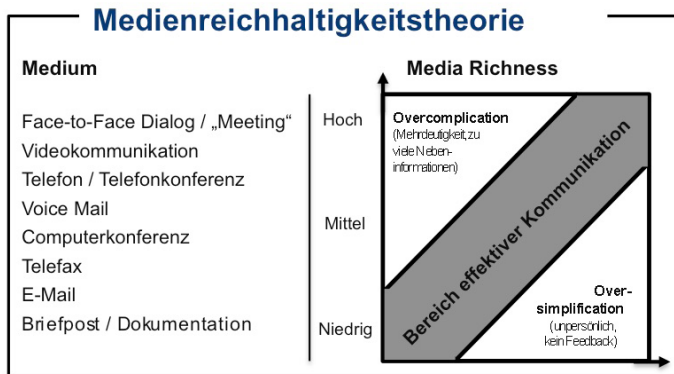 Medienreichhaltigkeitstheorie
Medium
Media Richness
Face-to-Face Dialog / „Meeting“
Videokommunikation
Telefon / Telefonkonferenz
Voice Mail
Computerkonferenz
Telefax
E-Mail
Briefpost / Dokumentation
Hoch
Mittel
Niedrig
Overcomplication
(Mehrdeutigkeit, zu
viele Neben-
informationen)
Bereich effektiver Kommunikation
Over-
simplification
(unpersönlich,
kein Feedback)